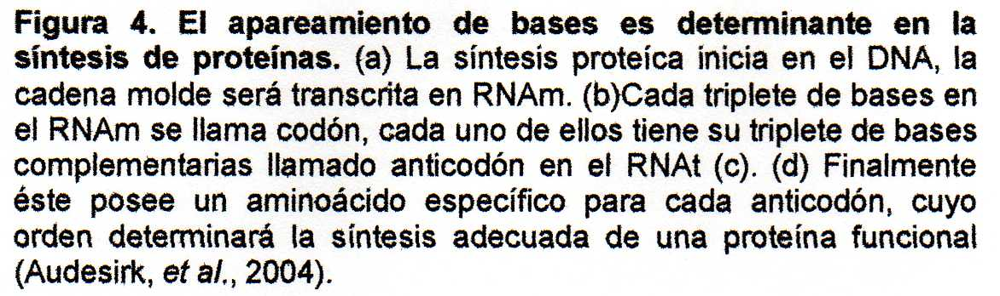 Figura 4. El apareamiento de bases es determinante en la
síntesis de proteínas. (a) La síntesis proteíca inicia en el DNA, la
cadena molde será transcrita en RNAm. (b)Cada triplete de bases en
el RNAm se llama codón, cada uno de ellos tiene su triplete de bases
complementarias llamado anticodón en el RNAt (c). (d) Finalmente
éste posee un aminoácido específico para cada anticodón, cuyo
orden determinará la síntesis adecuada de una proteína funcional
(Audesirk, et al., 2004).